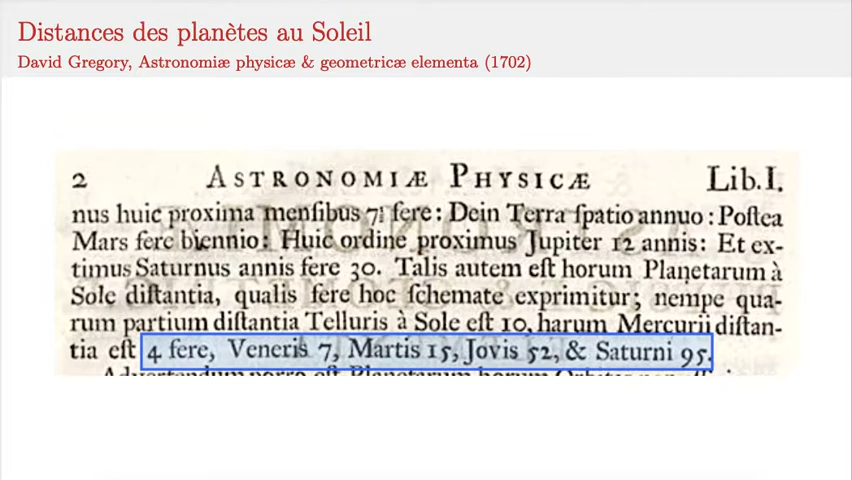 Distances des planètes au Soleil
David Gregory, Astronomiæ physicæ & geometricæ elementa (1702)
2 ASTRONOMIÆ PHYSICÆ Lib. I.
nus huic proxima menſibus 7½ fere: Dein Terra ſpatio annuo: Poſtea
Mars fere biennio: Huic ordine proximus Jupiter 12 annis: Et ex-
timus Saturnus annis fere 30. Talis autem eſt horum Planetarum à
Sole diſtantia, qualis fere hoc ſchemate exprimitur; nempe qua-
rum partium diſtantia Telluris à Sole eſt 10, harum Mercurii diſtan-
tia eſt 4 fere, Veneris 7, Martis 15, Jovis 52, & Saturni 95.